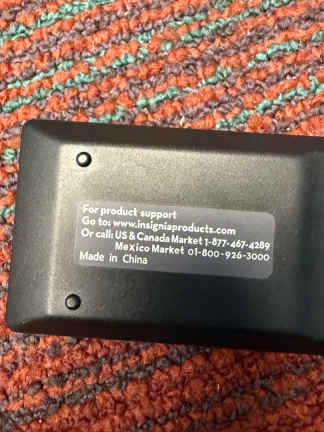 For product support
Go to: www.insigniaproducts.com
Or call: US & Canada Market 1-877-467-4289
Mexico Market 01-800-926-3000
Made in China